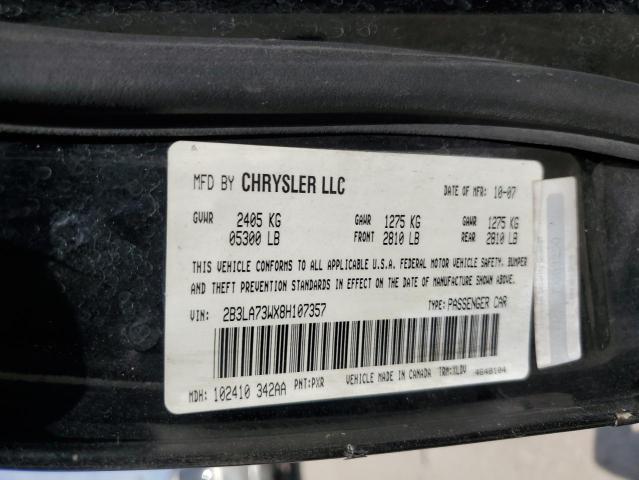 MFD BY CHRYSLER LLC DATE OF MFR: 10-07
GVWR 2405 KG GAWR 1275 KG GAWR 1275 KG
05300 LB FRONT 2810 LB REAR 2810 LB
THIS VEHICLE CONFORMS TO ALL APPLICABLE U.S.A. FEDERAL MOTOR VEHICLE SAFETY, BUMPER
AND THEFT PREVENTION STANDARDS IN EFFECT ON THE DATE OF MANUFACTURE SHOWN ABOVE.
VIN: 2B3LA73WX8H107357 TYPE: PASSENGER CAR
MDH: 102410 342AA PNT:PXR VEHICLE MADE IN CANADA TRM:XLDV 4648104